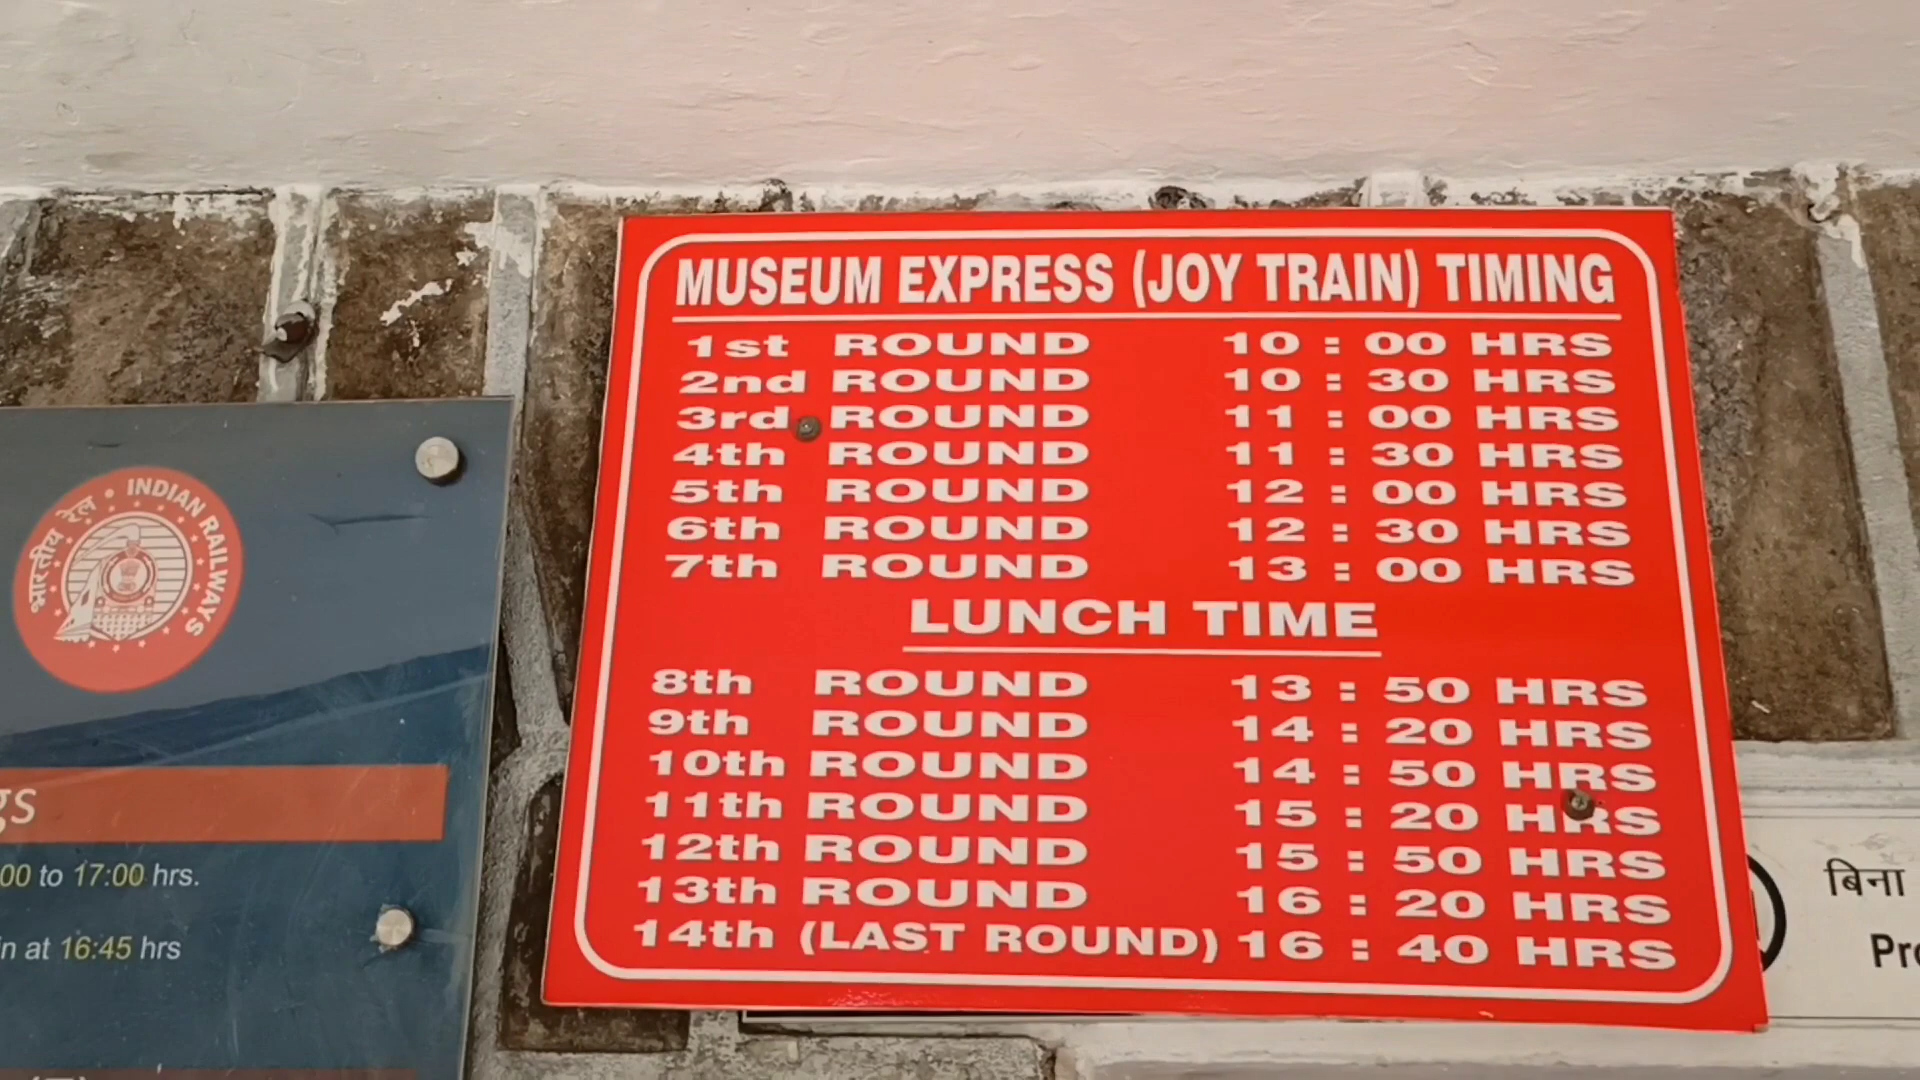 भारतीय रेल • INDIAN RAILWAYS
gs
00 to 17:00 hrs.
in at 16:45 hrs
MUSEUM EXPRESS (JOY TRAIN) TIMING
1st ROUND 10 : 00 HRS
2nd ROUND 10 : 30 HRS
3rd ROUND 11 : 00 HRS
4th ROUND 11 : 30 HRS
5th ROUND 12 : 00 HRS
6th ROUND 12 : 30 HRS
7th ROUND 13 : 00 HRS
LUNCH TIME
8th ROUND 13 : 50 HRS
9th ROUND 14 : 20 HRS
10th ROUND 14 : 50 HRS
11th ROUND 15 : 20 HRS
12th ROUND 15 : 50 HRS
13th ROUND 16 : 20 HRS
14th (LAST ROUND) 16 : 40 HRS
बिना
Pro